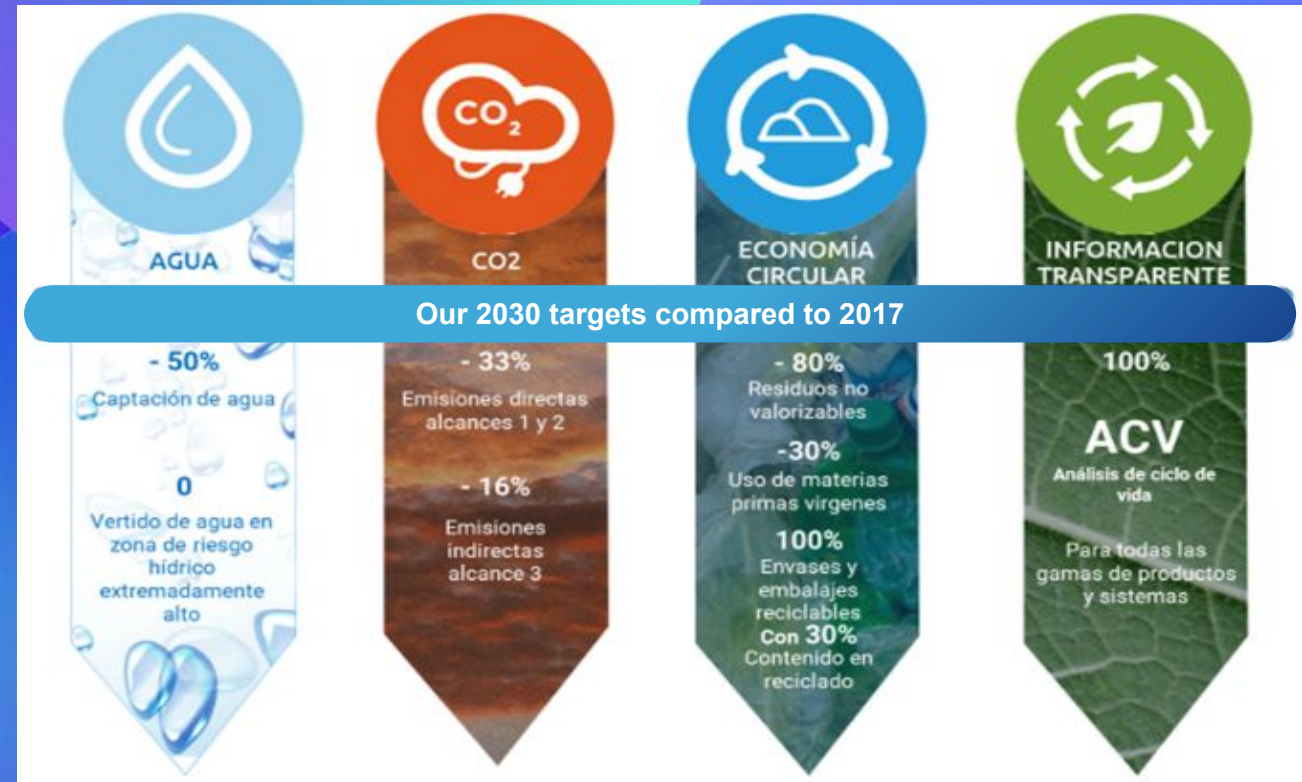 AGUA
CO₂
CO2
ECONOMÍA
CIRCULAR
INFORMACION
TRANSPARENTE
Our 2030 targets compared to 2017
- 50%
Captación de agua
0
Vertido de agua en
zona de riesgo
hídrico
extremadamente
alto
- 33%
Emisiones directas
alcances 1 y 2
- 16%
Emisiones
indirectas
alcance 3
- 80%
Residuos no
valorizables
-30%
Uso de materias
primas virgenes
100%
Envases y
embalajes
reciclables
Con 30%
Contenido en
reciclado
100%
ACV
Análisis de ciclo de
vida
Para todas las
gamas de productos
y sistemas